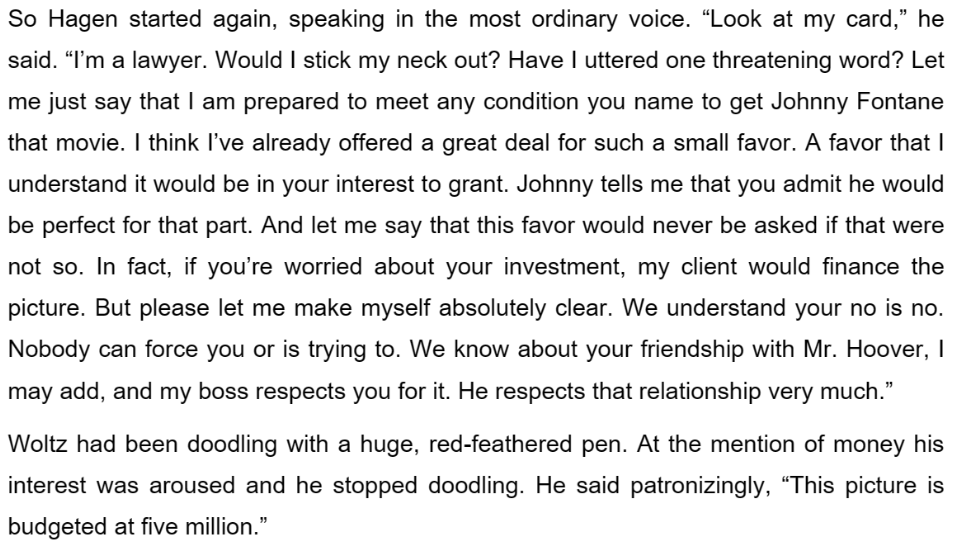 So Hagen started again, speaking in the most ordinary voice. “Look at my card,” he
said. “I’m a lawyer. Would I stick my neck out? Have I uttered one threatening word? Let
me just say that I am prepared to meet any condition you name to get Johnny Fontane
that movie. I think I’ve already offered a great deal for such a small favor. A favor that I
understand it would be in your interest to grant. Johnny tells me that you admit he would
be perfect for that part. And let me say that this favor would never be asked if that were
not so. In fact, if you’re worried about your investment, my client would finance the
picture. But please let me make myself absolutely clear. We understand your no is no.
Nobody can force you or is trying to. We know about your friendship with Mr. Hoover, I
may add, and my boss respects you for it. He respects that relationship very much.”
Woltz had been doodling with a huge, red-feathered pen. At the mention of money his
interest was aroused and he stopped doodling. He said patronizingly, “This picture is
budgeted at five million.”